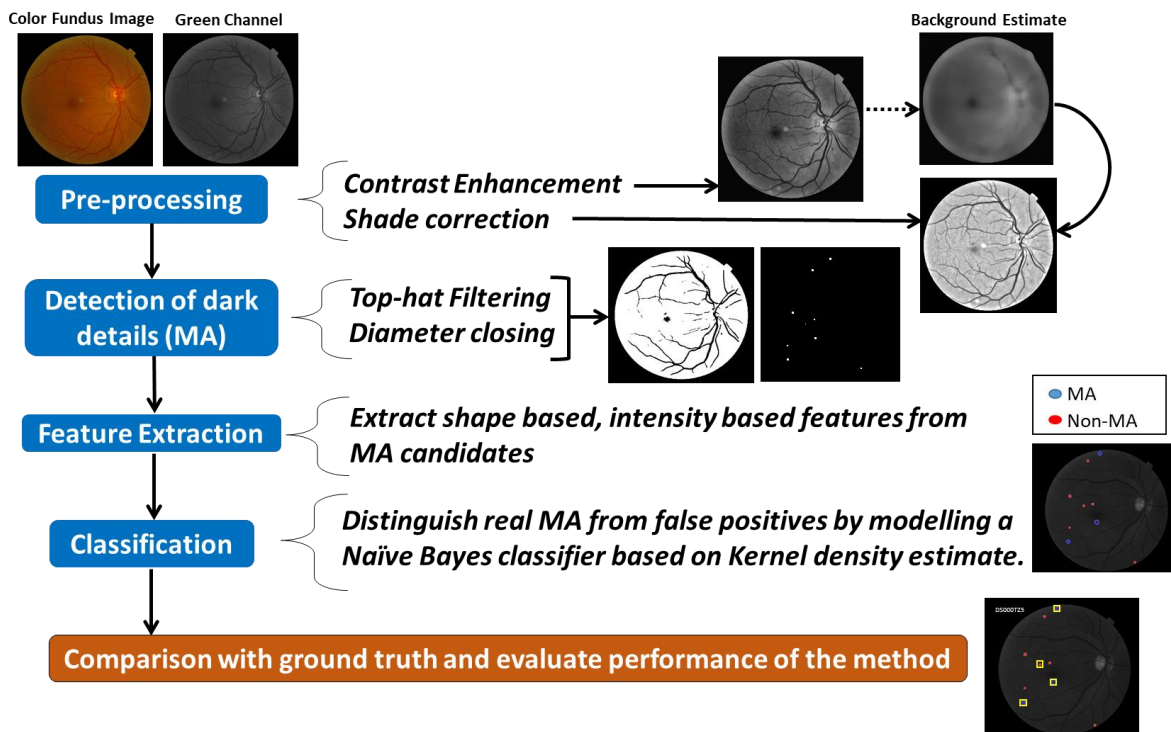 Color Fundus Image
Green Channel
Background Estimate
Pre-processing
Contrast Enhancement
Shade correction
Detection of dark
details (MA)
Top-hat Filtering
Diameter closing
MA
Non-MA
Feature Extraction
Extract shape based, intensity based features from
MA candidates
Classification
Distinguish real MA from false positives by modelling a
Naïve Bayes classifier based on Kernel density estimate.
DS000TZ5
Comparison with ground truth and evaluate performance of the method